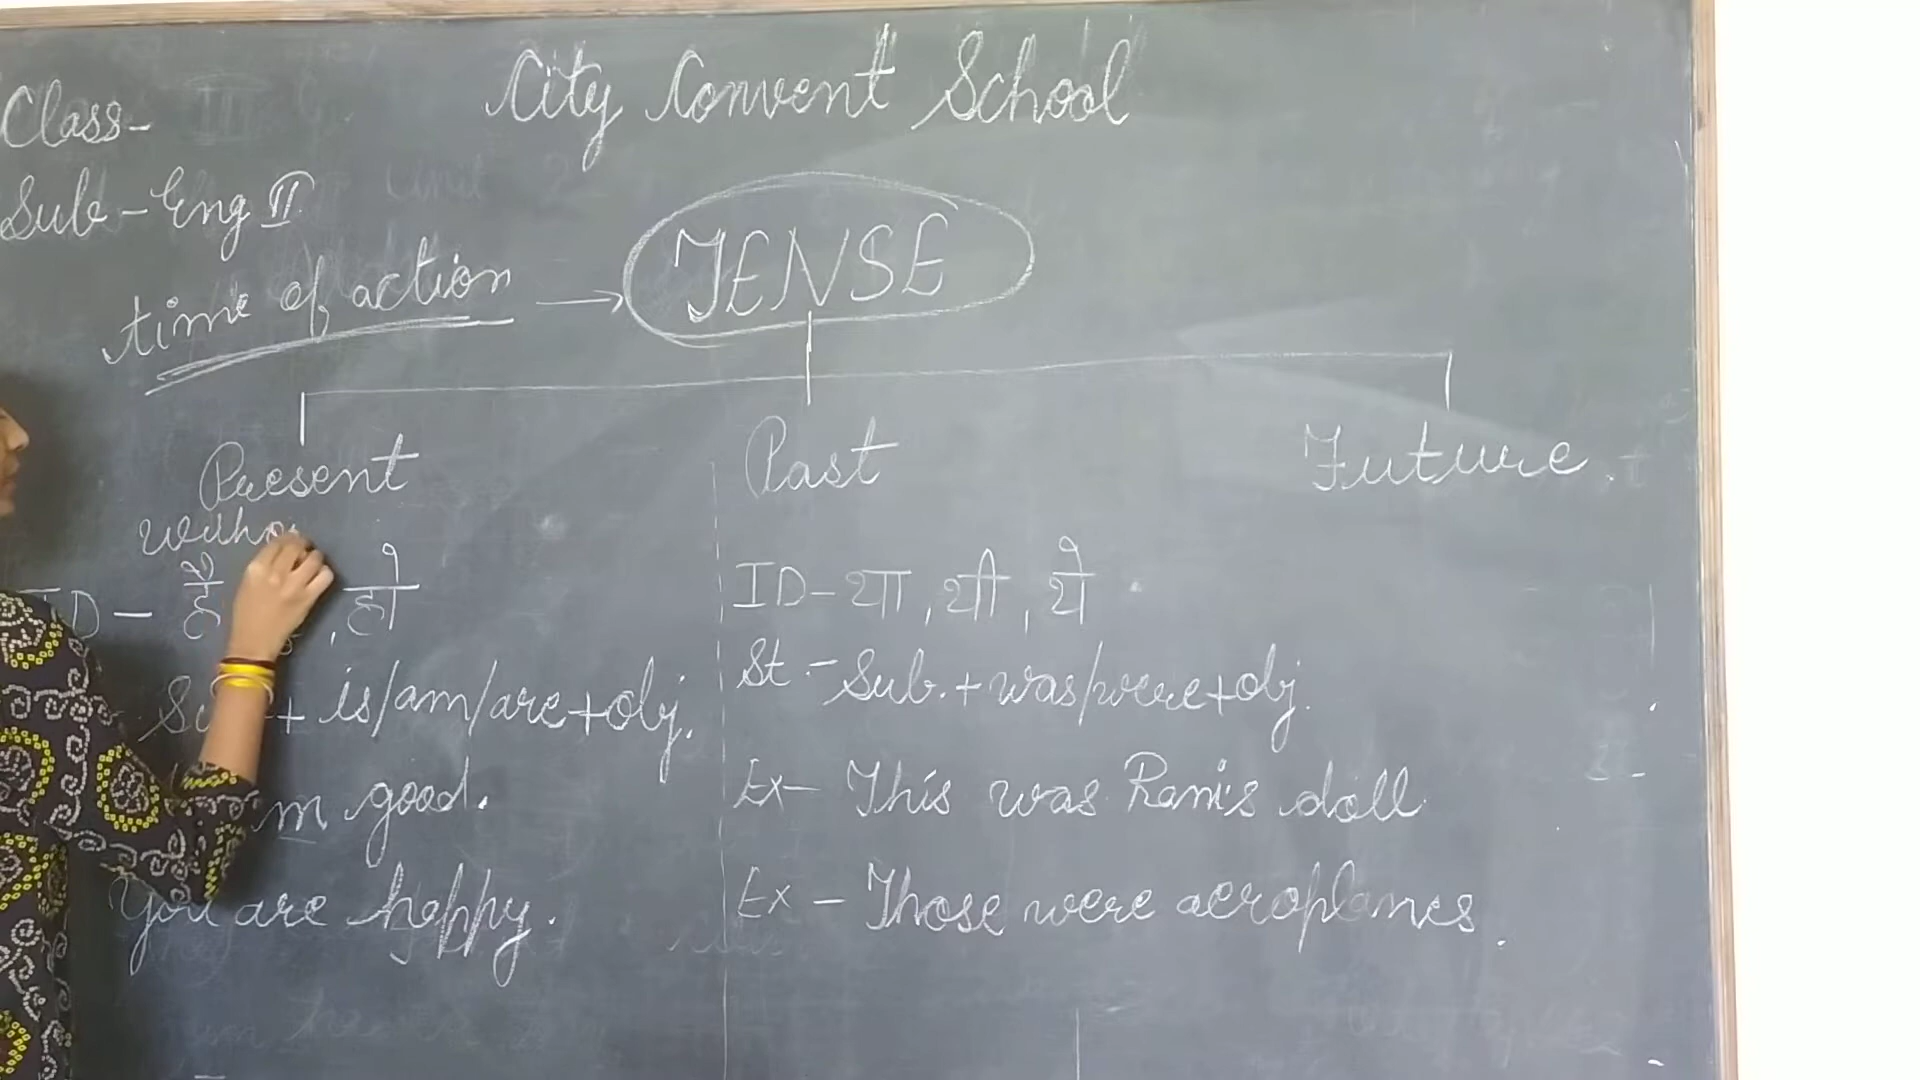 City Convent School
Class-
Sub-Eng II
time of action → TENSE
Present
Past
Future.
witho
ID - है , हो
+ is/am/are+obj.
m good.
You are happy.
ID-था, थी, थे
St.-Sub.+was/were+obj.
Ex- This was Rani's doll
Ex - Those were aeroplanes.